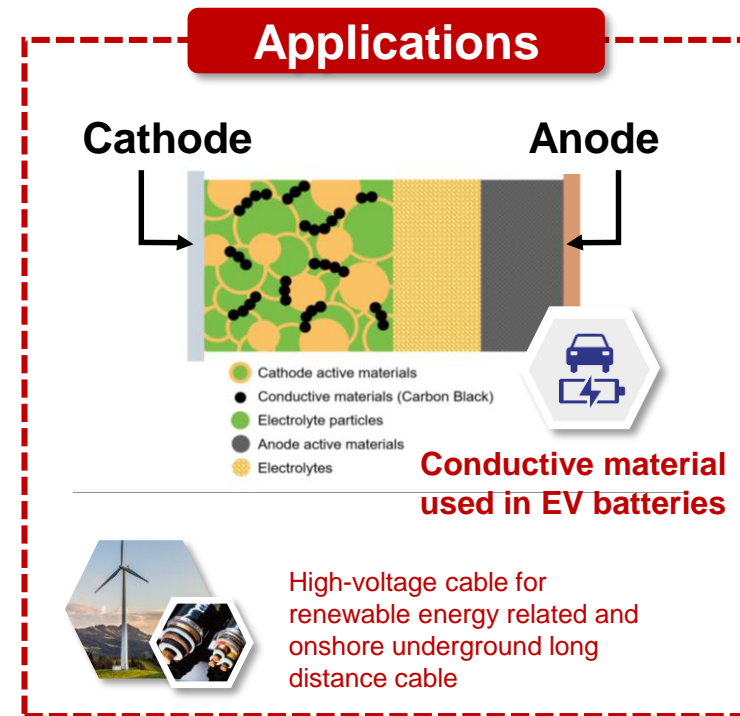 Applications
Cathode
Anode
Cathode active materials
Conductive materials (Carbon Black)
Electrolyte particles
Anode active materials
Electrolytes
Conductive material
used in EV batteries
High-voltage cable for
renewable energy related and
onshore underground long
distance cable